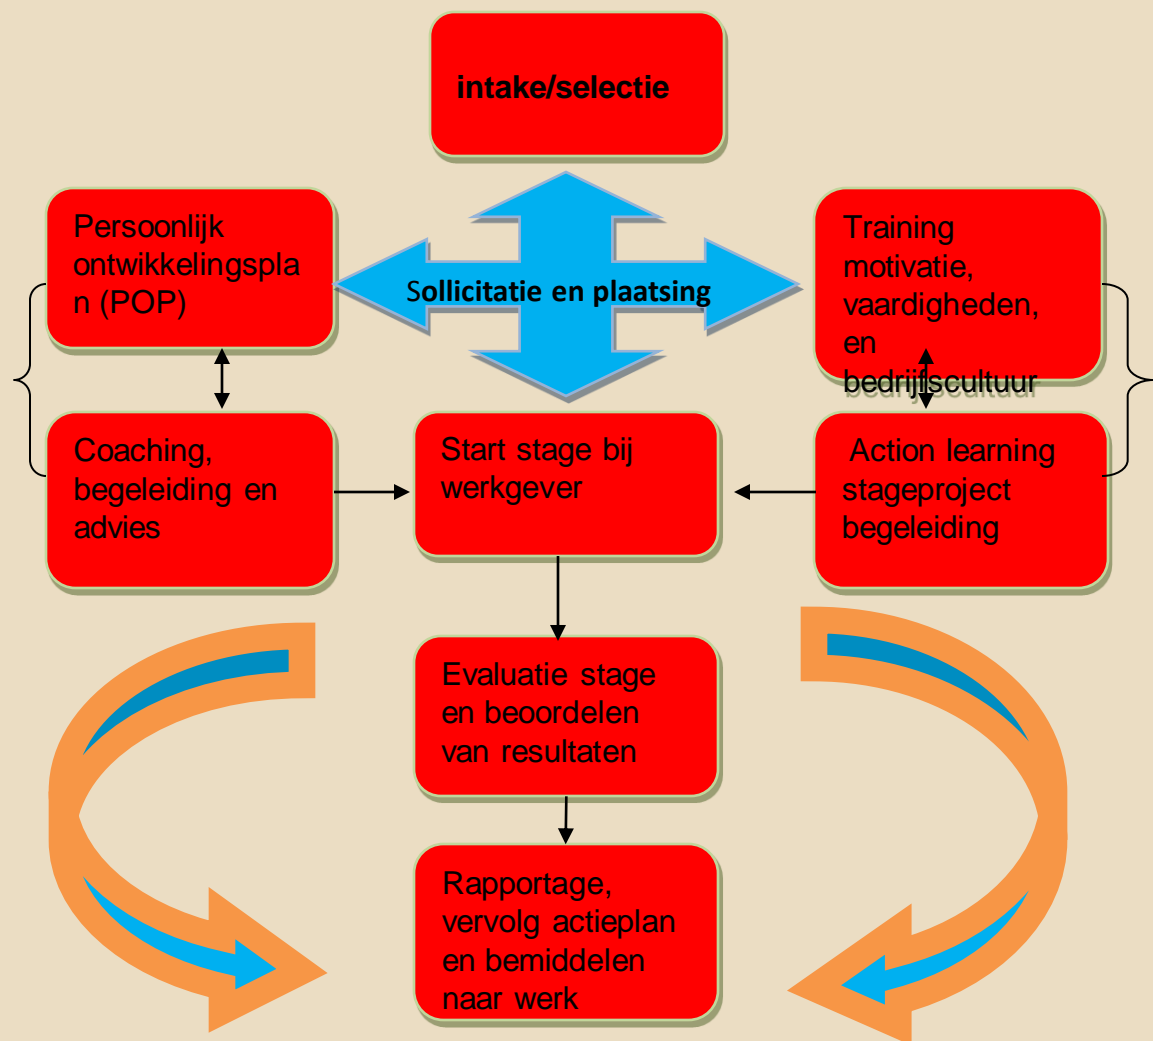 intake/selectie
Persoonlijk
ontwikkelingspla
n (POP)
Sollicitatie en plaatsing
Training
motivatie,
vaardigheden,
en
bedrijfscultuur
Coaching,
begeleiding en
advies
Start stage bij
werkgever
Action learning
stageproject
begeleiding
Evaluatie stage
en beoordelen
van resultaten
Rapportage,
vervolg actieplan
en bemiddelen
naar werk